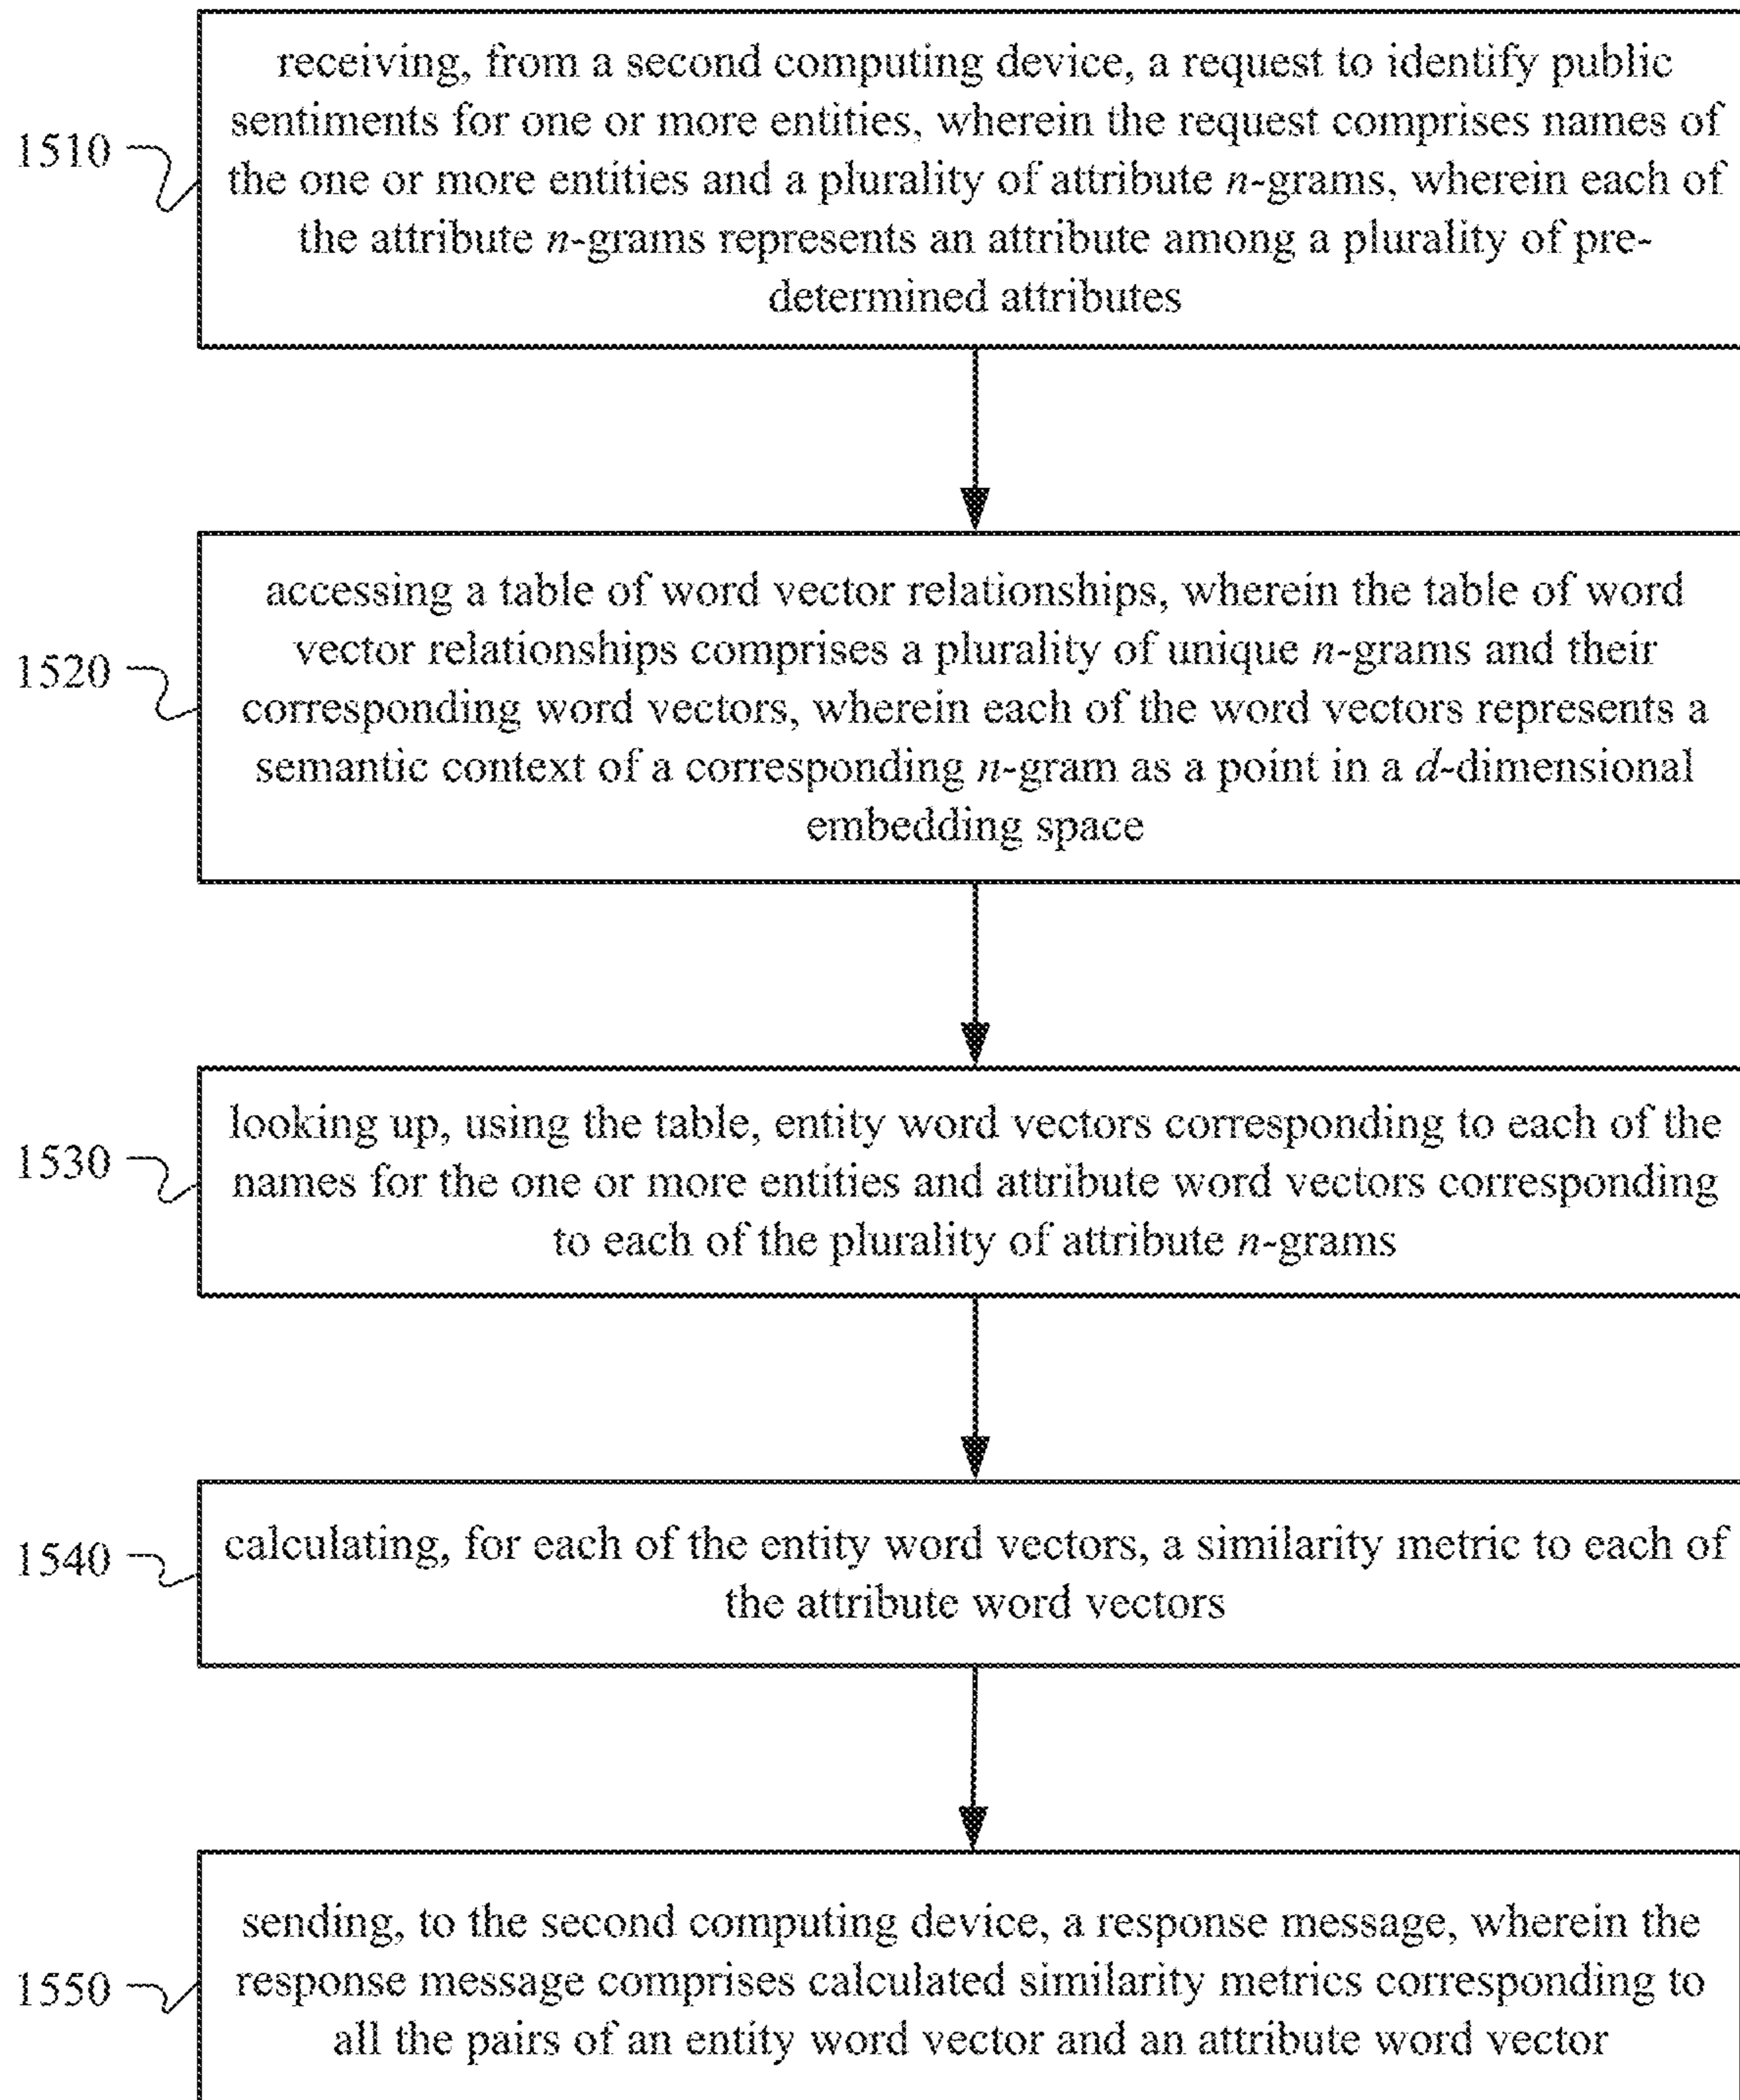 receiving, from a second computing device, a request to identify public
sentiments for one or more entities, wherein the request comprises names of
1510
the one or more entities and a plurality of attribute n-grams, wherein each of
the attribute n-grams represents an attribute among a plurality of pre-
determined attributes
accessing a table of word vector relationships, wherein the table of word
vector relationships comprises a plurality of unique n-grams and their
1520
corresponding word vectors, wherein each of the word vectors represents a
semantic context of a corresponding n-gram as a point in a d-dimensional
embedding space
looking up, using the table, entity word vectors corresponding to each of the
1530
names for the one or more entities and attribute word vectors corresponding
to each of the plurality of attribute n-grams
1540
calculating, for each of the entity word vectors, a similarity metric to each of
the attribute word vectors
sending, to the second computing device, a response message, wherein the
1550
response message comprises calculated similarity metrics corresponding to
all the pairs of an entity word vector and an attribute word vector